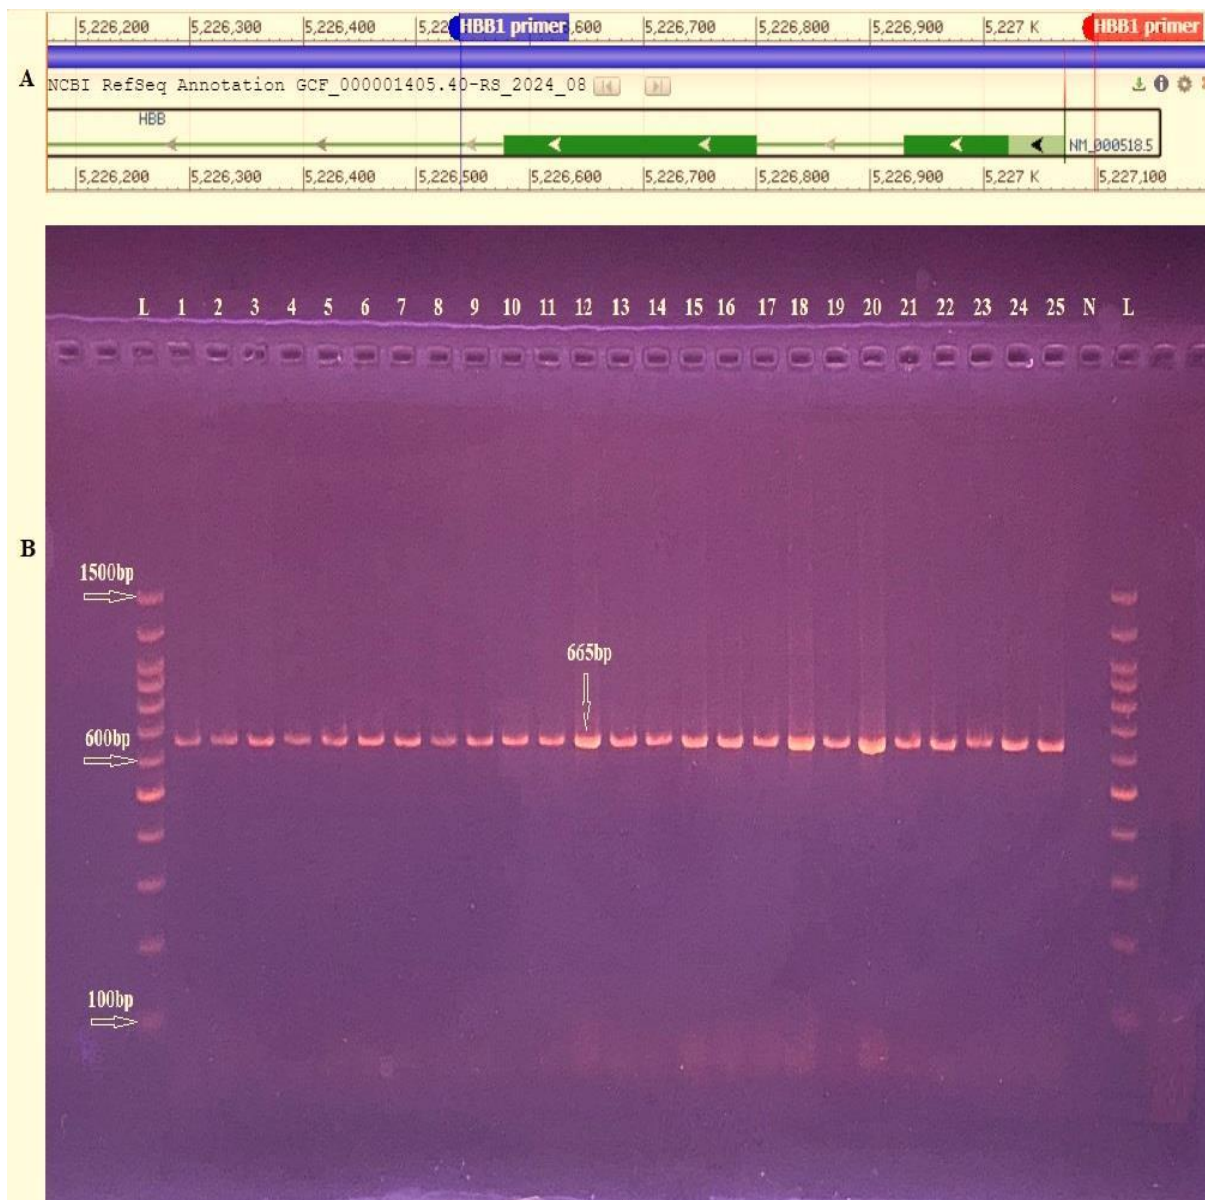 5,226,200 5,226,300 5,226,400 5,22 HBB1 primer ,600 5,226,700 5,226,800 5,226,900 5,227 K HBB1 primer
A
NCBI RefSeq Annotation GCF_000001405.40-RS_2024_08
HBB
NM_000518.5
5,226,200 5,226,300 5,226,400 5,226,500 5,226,600 5,226,700 5,226,800 5,226,900 5,227 K 5,227,100
L 1 2 3 4 5 6 7 8 9 10 11 12 13 14 15 16 17 18 19 20 21 22 23 24 25 N L
B
1500bp
665bp
600bp
100bp